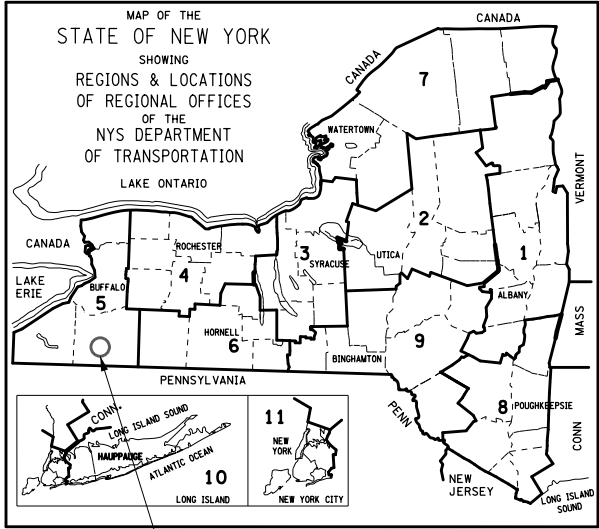 MAP OF THE
STATE OF NEW YORK
SHOWING
REGIONS & LOCATIONS
OF REGIONAL OFFICES
OF THE
NYS DEPARTMENT
OF TRANSPORTATION
LAKE ONTARIO
CANADA
CANADA
7
WATERTOWN
VERMONT
CANADA
ROCHESTER
3
SYRACUSE
2
UTICA
1
LAKE
ERIE
BUFFALO
5
4
ALBANY
MASS
HORNELL
6
BINGHAMTON
9
PENNSYLVANIA
PENN
8
POUGHKEEPSIE
CONN
NEW
JERSEY
LONG ISLAND
SOUND
CONN.
LONG ISLAND SOUND
HAUPPAUGE
ATLANTIC OCEAN
10
LONG ISLAND
11
NEW
YORK
NEW YORK CITY